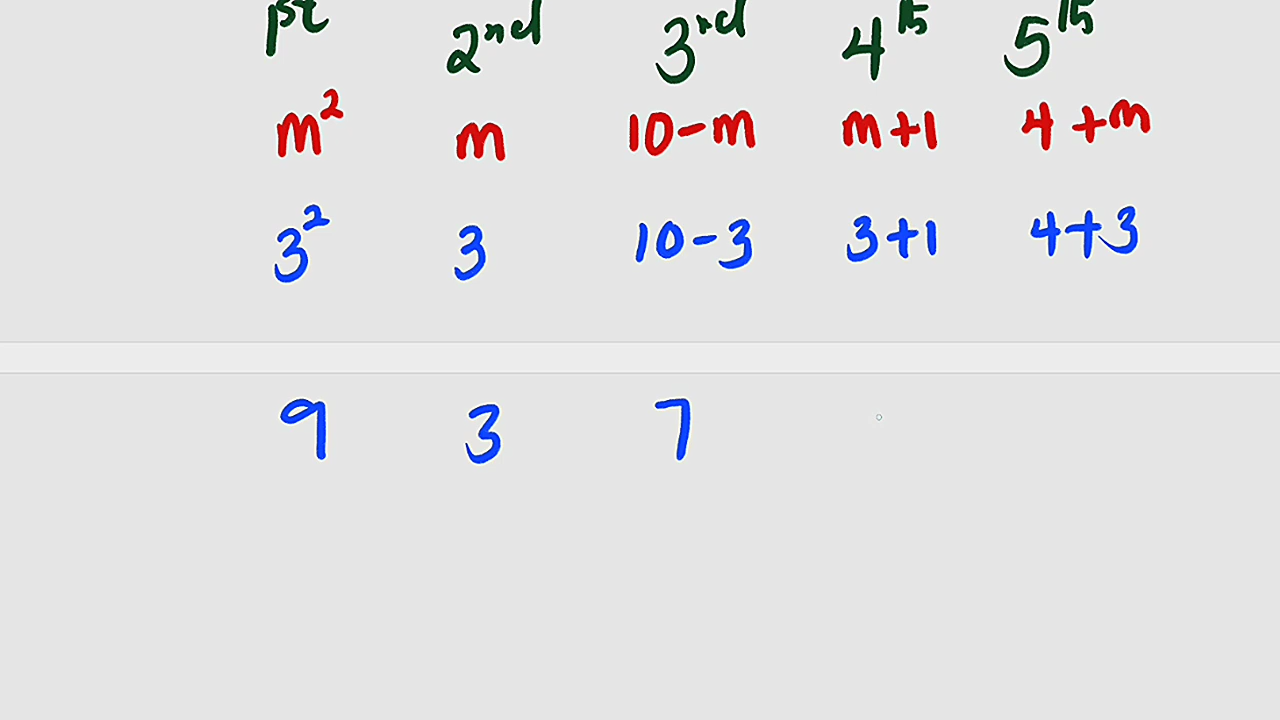 1st 2nd 3rd 4th 5th
m² m 10-m m+1 4+m
3² 3 10-3 3+1 4+3
9 3 7